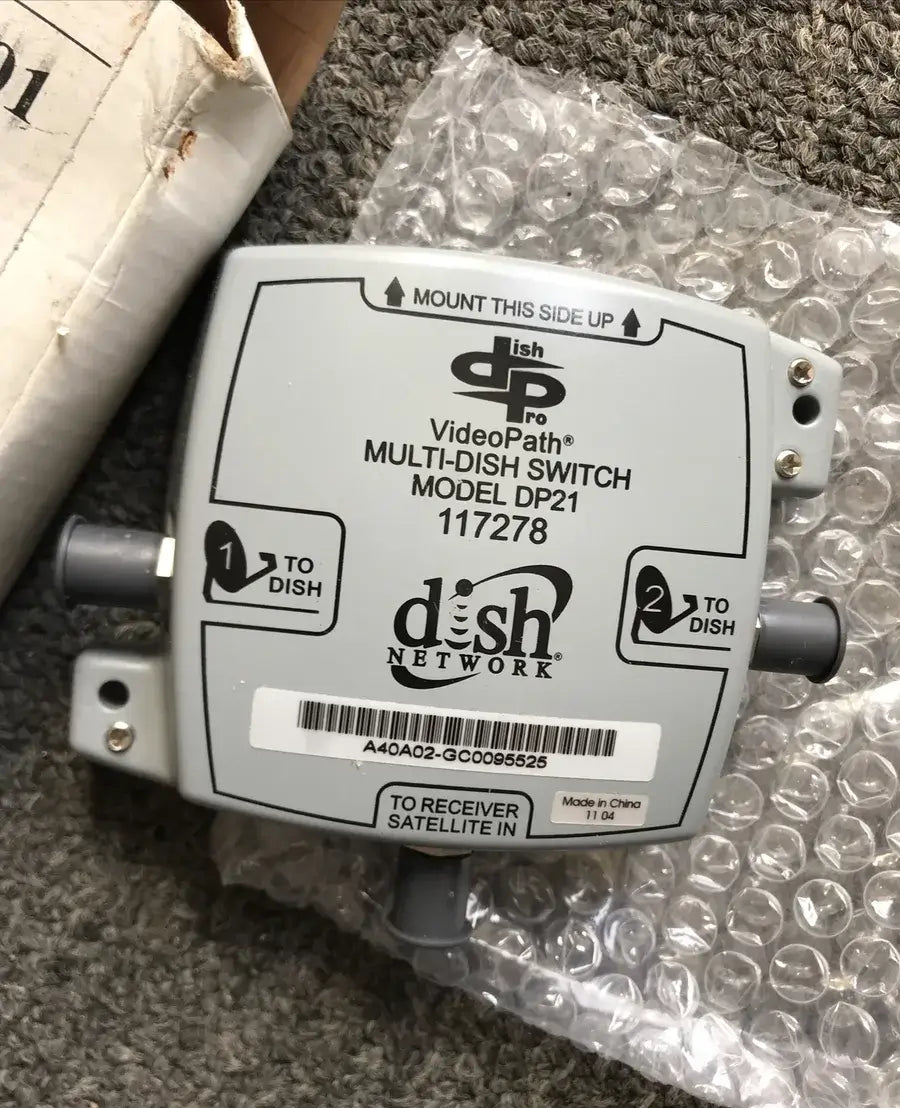 01
MOUNT THIS SIDE UP
dish
Pro
VideoPath®
MULTI-DISH SWITCH
MODEL DP21
117278
1 TO
DISH
2 TO
DISH
dish
NETWORK®
A40A02-GC0095525
TO RECEIVER
SATELLITE IN
Made in China
11 04